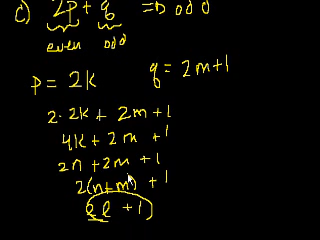 c) 2p + q => odd
even odd
p = 2k q = 2m+1
2·2k + 2m +1
4k + 2m +1
2n + 2m +1
2(n+m) +1
2l +1